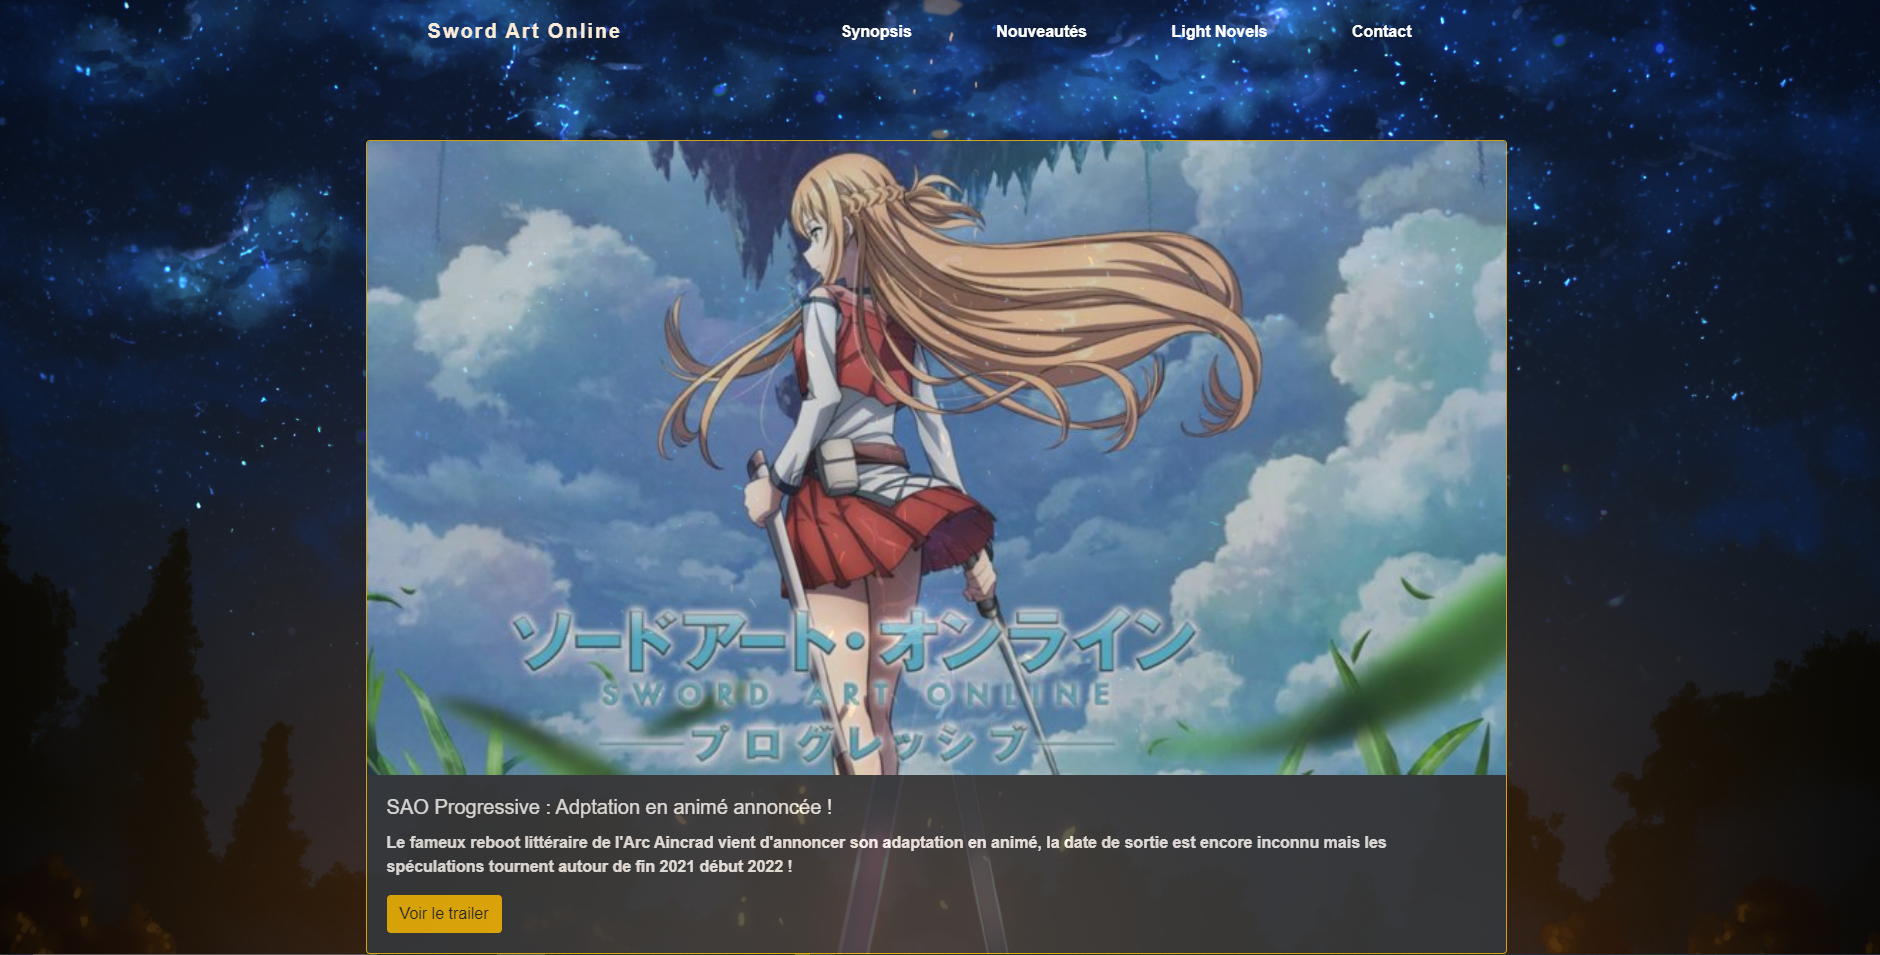 Sword Art Online
Synopsis
Nouveautés
Light Novels
Contact
ソードアート・オンライン
SWORD ART ONLINE
プログレッシブ
SAO Progressive : Adptation en animé annoncée !
Le fameux reboot littéraire de l'Arc Aincrad vient d'annoncer son adaptation en animé, la date de sortie est encore inconnu mais les
spéculations tournent autour de fin 2021 début 2022 !
Voir le trailer